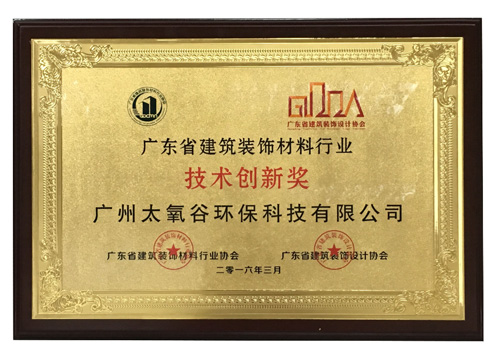 广东省建筑装饰设计协会
广东省建筑装饰材料行业
技术创新奖
广州太氧谷环保科技有限公司
广东省建筑装饰材料行业协会 广东省建筑装饰设计协会
二零一六年三月